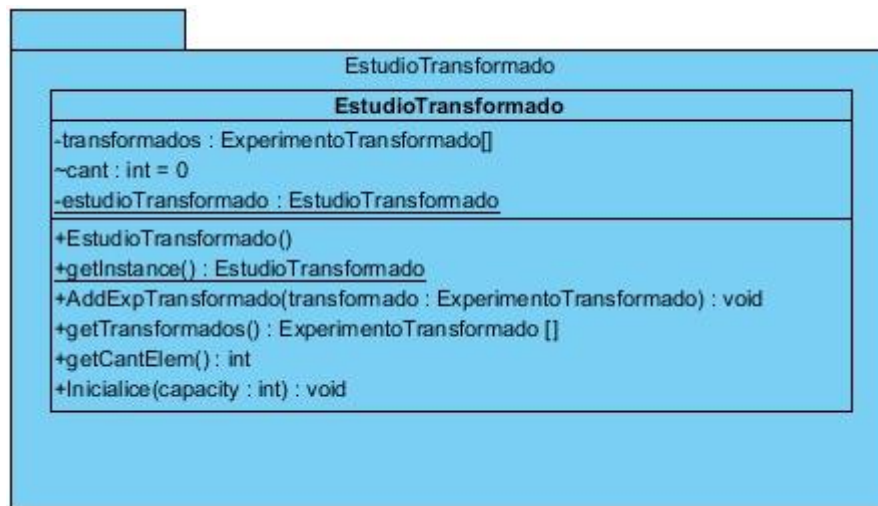 EstudioTransformado
EstudioTransformado
-transformados : ExperimentoTransformado[]
~cant : int = 0
-estudioTransformado : EstudioTransformado
+EstudioTransformado()
+getInstance() : EstudioTransformado
+AddExpTransformado(transformado : ExperimentoTransformado) : void
+getTransformados() : ExperimentoTransformado []
+getCantElem() : int
+Inicialice(capacity : int) : void